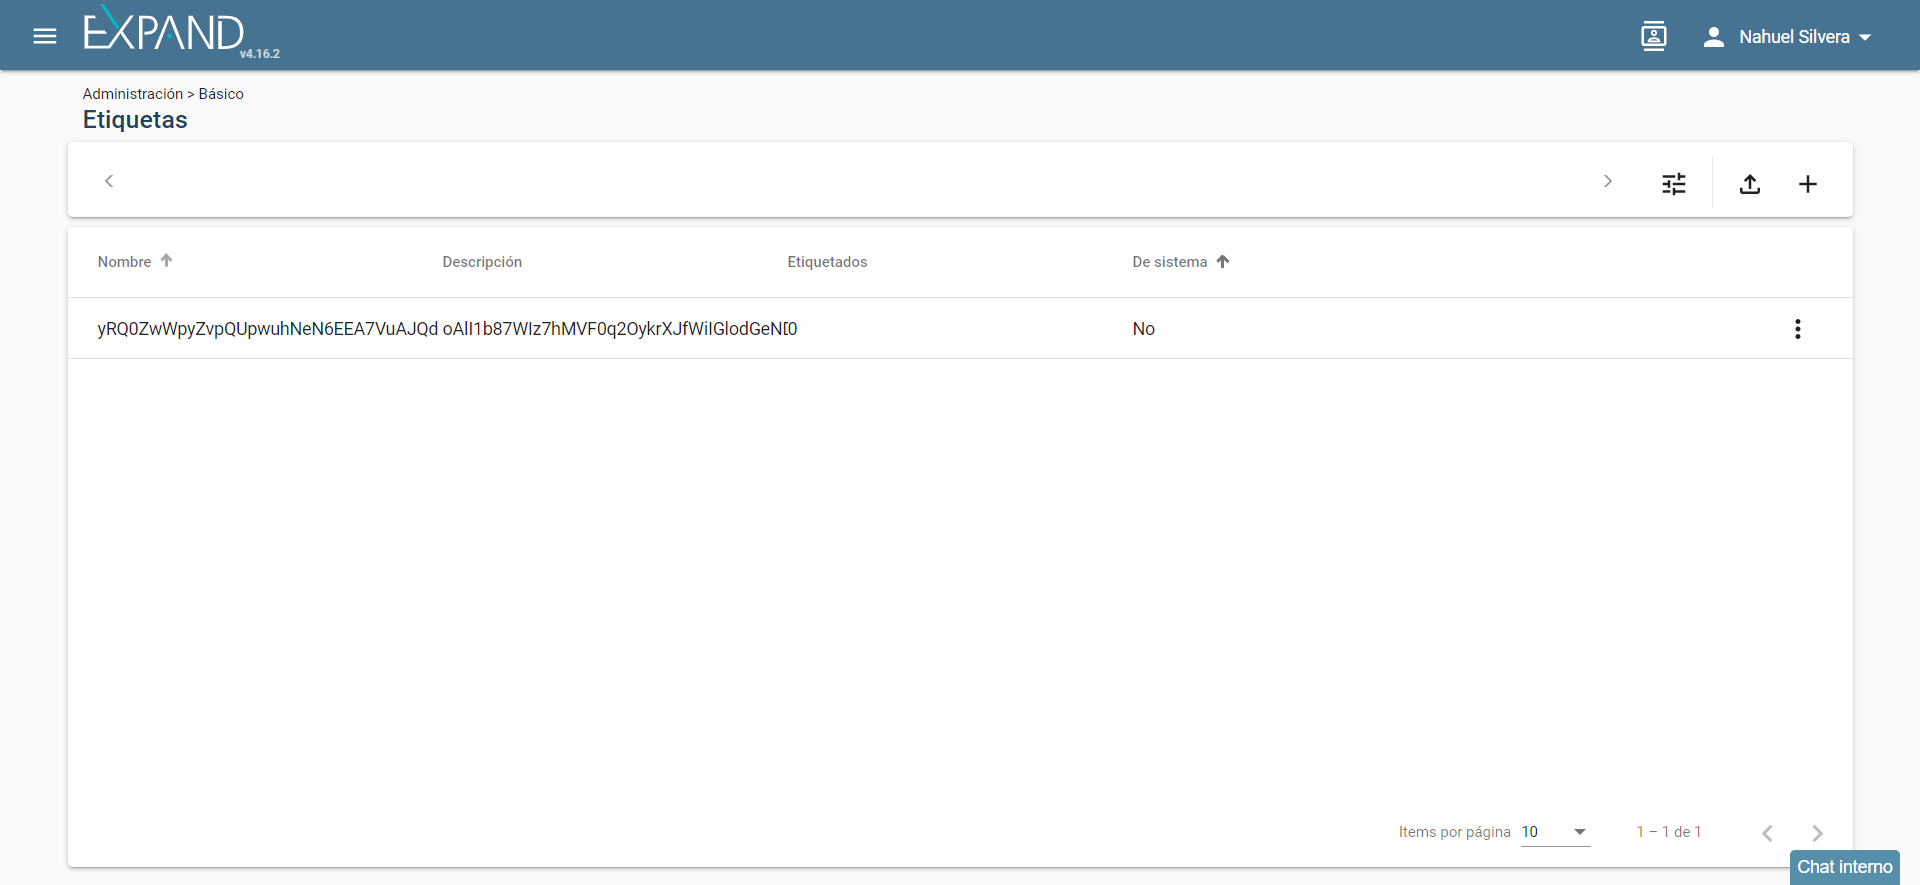 EXPAND
v4.16.2
Nahuel Silvera
Administración > Básico
Etiquetas
Nombre Descripción Etiquetados De sistema
yRQ0ZwWpyZvpQUpwuhNeN6EEA7VuAJQd 0 No
Items por página 10 1 – 1 de 1
Chat interno